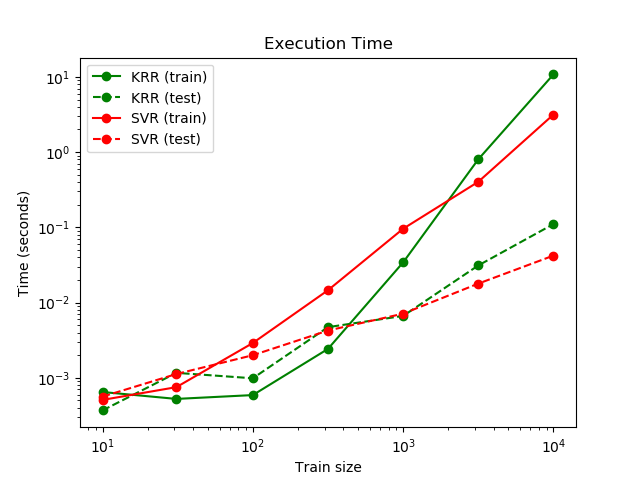 Execution Time
KRR (train)
KRR (test)
SVR (train)
SVR (test)
Time (seconds)
10¹
10⁰
10⁻¹
10⁻²
10⁻³
10¹ 10² 10³ 10⁴
Train size